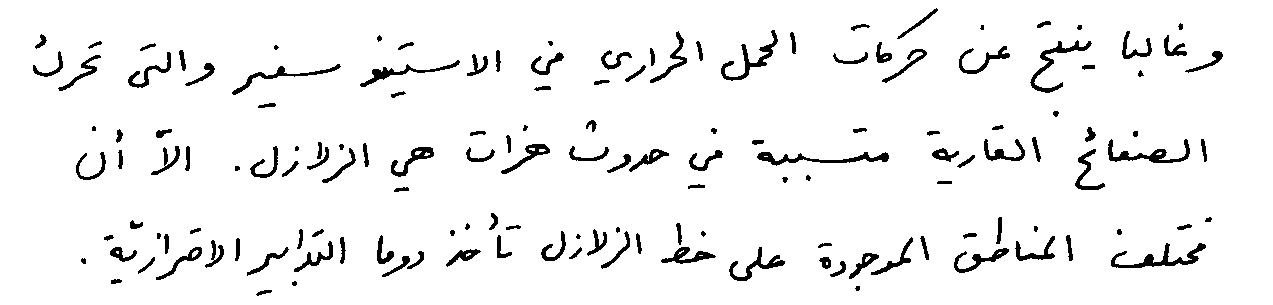 وغالبا ينتج عن حركات الحمل الحراري في الاستينو سفير والتي تحرك
الصفائح القارية متسببة في حدوث هزات هي الزلازل. الاّ أن
مختلف المناطق الموجودة على خط الزلازل تأخذ دوما التدابير الاحترازيّة.